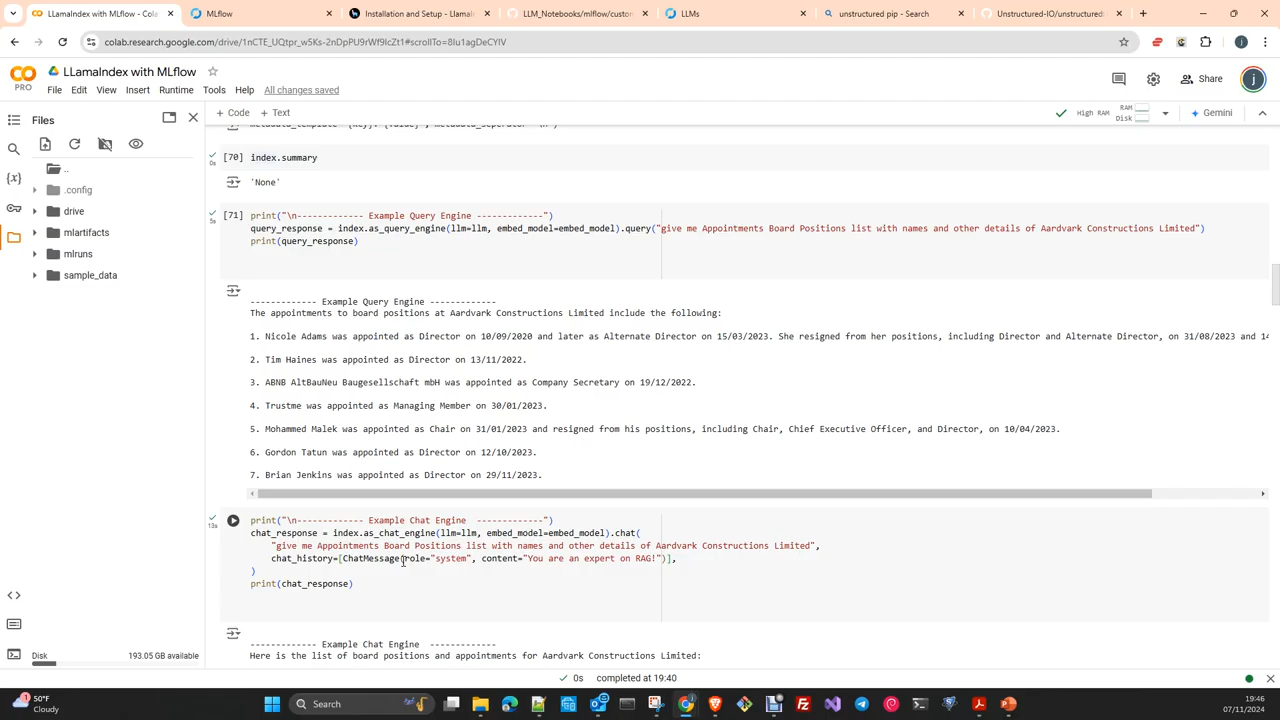 LLamaIndex with MLflow - Cola
MLflow
Installation and Setup - LlamaI
LLM_Notebooks/mlflow/custom
LLMs
unstructured pip - Search
Unstructured-IO/unstructured
colab.research.google.com/drive/1nCTE_UQtpr_w5Ks-2nDpPU9rWf9IcZt1#scrollTo=8Iu1agDeCYIV
LLamaIndex with MLflow
PRO
File Edit View Insert Runtime Tools Help All changes saved
Share
Files
+ Code + Text
High RAM
RAM
Disk
Gemini
..
.config
drive
mlartifacts
mlruns
sample_data
[70] index.summary
0s
'None'
[71] print("\n------------- Example Query Engine -------------")
5s
query_response = index.as_query_engine(llm=llm, embed_model=embed_model).query("give me Appointments Board Positions list with names and other details of Aardvark Constructions Limited")
print(query_response)
------------- Example Query Engine -------------
The appointments to board positions at Aardvark Constructions Limited include the following:
1. Nicole Adams was appointed as Director on 10/09/2020 and later as Alternate Director on 15/03/2023. She resigned from her positions, including Director and Alternate Director, on 31/08/2023 and 14
2. Tim Haines was appointed as Director on 13/11/2022.
3. ABNB AltBauNeu Baugesellschaft mbH was appointed as Company Secretary on 19/12/2022.
4. Trustme was appointed as Managing Member on 30/01/2023.
5. Mohammed Malek was appointed as Chair on 31/01/2023 and resigned from his positions, including Chair, Chief Executive Officer, and Director, on 10/04/2023.
6. Gordon Tatun was appointed as Director on 12/10/2023.
7. Brian Jenkins was appointed as Director on 29/11/2023.
print("\n------------- Example Chat Engine  -------------")
13s
chat_response = index.as_chat_engine(llm=llm, embed_model=embed_model).chat(
"give me Appointments Board Positions list with names and other details of Aardvark Constructions Limited",
chat_history=[ChatMessage(role="system", content="You are an expert on RAG!")],
)
print(chat_response)
------------- Example Chat Engine  -------------
Here is the list of board positions and appointments for Aardvark Constructions Limited:
Disk
193.05 GB available
0s completed at 19:40
50°F
Cloudy
Search
19:46
07/11/2024